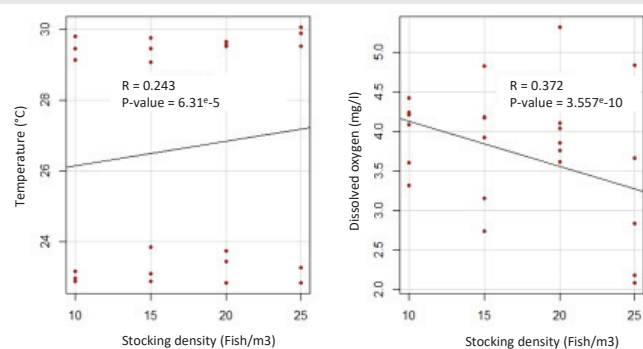 30
28
26
24
Temperature (°C)
R = 0.243
P-value = 6.31e-5
10 15 20 25
Stocking density (Fish/m3)
5.0
4.5
4.0
3.5
3.0
2.5
2.0
Dissolved oxygen (mg/l)
R = 0.372
P-value = 3.557e-10
10 15 20 25
Stocking density (Fish/m3)